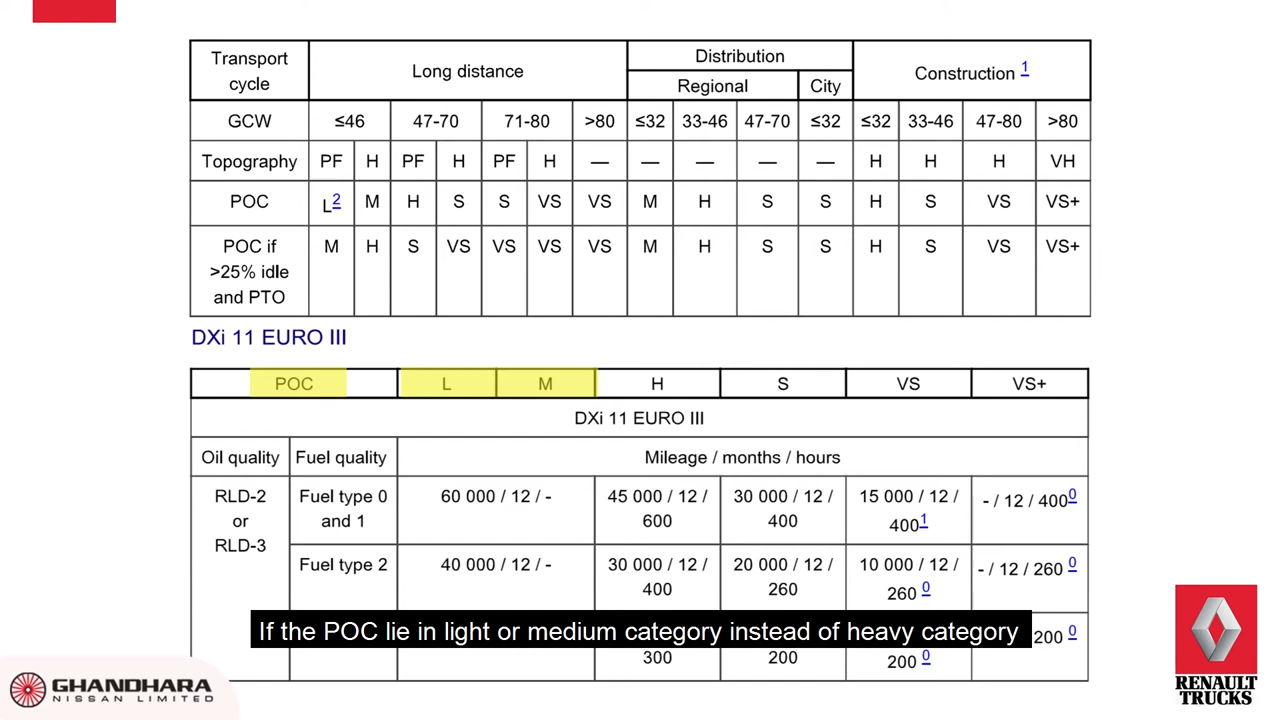 Transport cycle | Long distance | Distribution | Construction 1
Regional | City
GCW | ≤46 | 47-70 | 71-80 | >80 | ≤32 | 33-46 | 47-70 | ≤32 | ≤32 | 33-46 | 47-80 | >80
Topography | PF | H | PF | H | PF | H | — | — | — | — | — | H | H | H | VH
POC | L2 | M | H | S | S | VS | VS | M | H | S | S | H | S | VS | VS+
POC if >25% idle and PTO | M | H | S | VS | VS | VS | VS | M | H | S | S | H | S | VS | VS+
DXi 11 EURO III
POC | L | M | H | S | VS | VS+
DXi 11 EURO III
Oil quality | Fuel quality | Mileage / months / hours
RLD-2 or RLD-3 | Fuel type 0 and 1 | 60 000 / 12 / - | 45 000 / 12 / 600 | 30 000 / 12 / 400 | 15 000 / 12 / 400 1 | - / 12 / 400 0
Fuel type 2 | 40 000 / 12 / - | 30 000 / 12 / 400 | 20 000 / 12 / 260 | 10 000 / 12 / 260 0 | - / 12 / 260 0
If the POC lie in light or medium category instead of heavy category
300 | 200 | 200 0 | 200 0
GHANDHARA
NISSAN LIMITED
RENAULT
TRUCKS